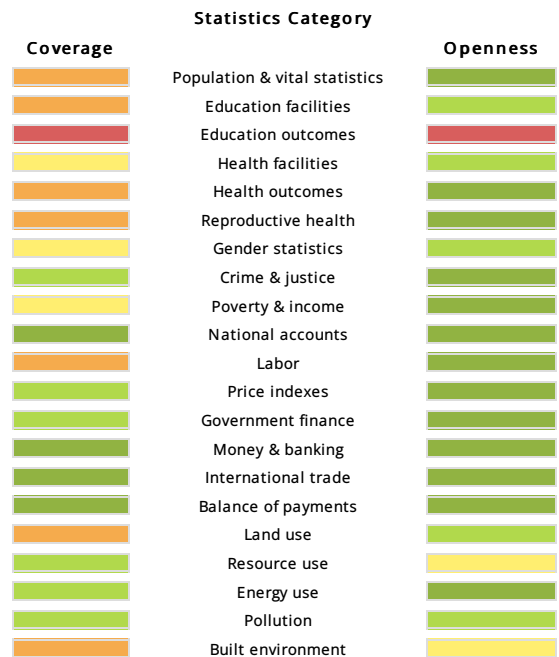 Statistics Category
Coverage
Openness
Population & vital statistics
Education facilities
Education outcomes
Health facilities
Health outcomes
Reproductive health
Gender statistics
Crime & justice
Poverty & income
National accounts
Labor
Price indexes
Government finance
Money & banking
International trade
Balance of payments
Land use
Resource use
Energy use
Pollution
Built environment